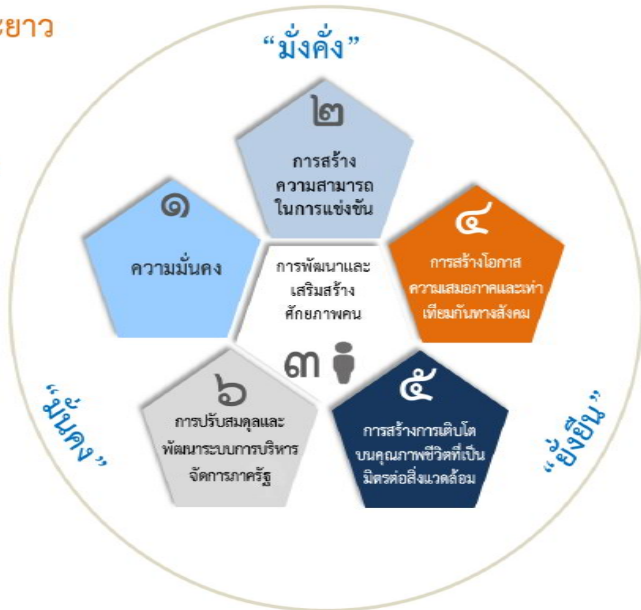 ะยาว
“มั่งคั่ง”
๒
การสร้าง
ความสามารถ
ในการแข่งขัน
๑
ความมั่นคง
๔
การสร้างโอกาส
ความเสมอภาคและเท่า
เทียมกันทางสังคม
การพัฒนาและ
เสริมสร้าง
ศักยภาพคน
๓
๖
การปรับสมดุลและ
พัฒนาระบบการบริหาร
จัดการภาครัฐ
๕
การสร้างการเติบโต
บนคุณภาพชีวิตที่เป็น
มิตรต่อสิ่งแวดล้อม
“มั่นคง”
“ยั่งยืน”